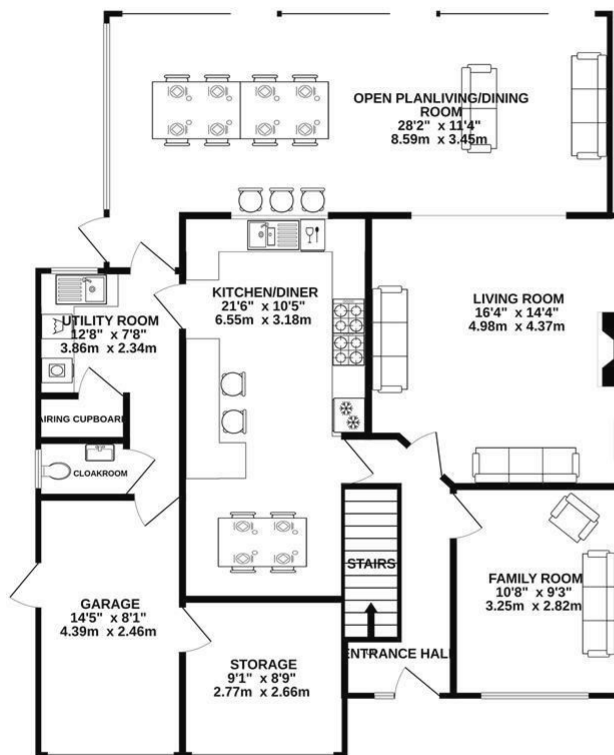 OPEN PLANLIVING/DINING
ROOM
28'2" x 11'4"
8.59m x 3.45m
KITCHEN/DINER
21'6" x 10'5"
6.55m x 3.18m
LIVING ROOM
16'4" x 14'4"
4.98m x 4.37m
UTILITY ROOM
12'8" x 7'8"
3.86m x 2.34m
AIRING CUPBOARD
CLOAKROOM
STAIRS
FAMILY ROOM
10'8" x 9'3"
3.25m x 2.82m
GARAGE
14'5" x 8'1"
4.39m x 2.46m
STORAGE
9'1" x 8'9"
2.77m x 2.66m
ENTRANCE HALL